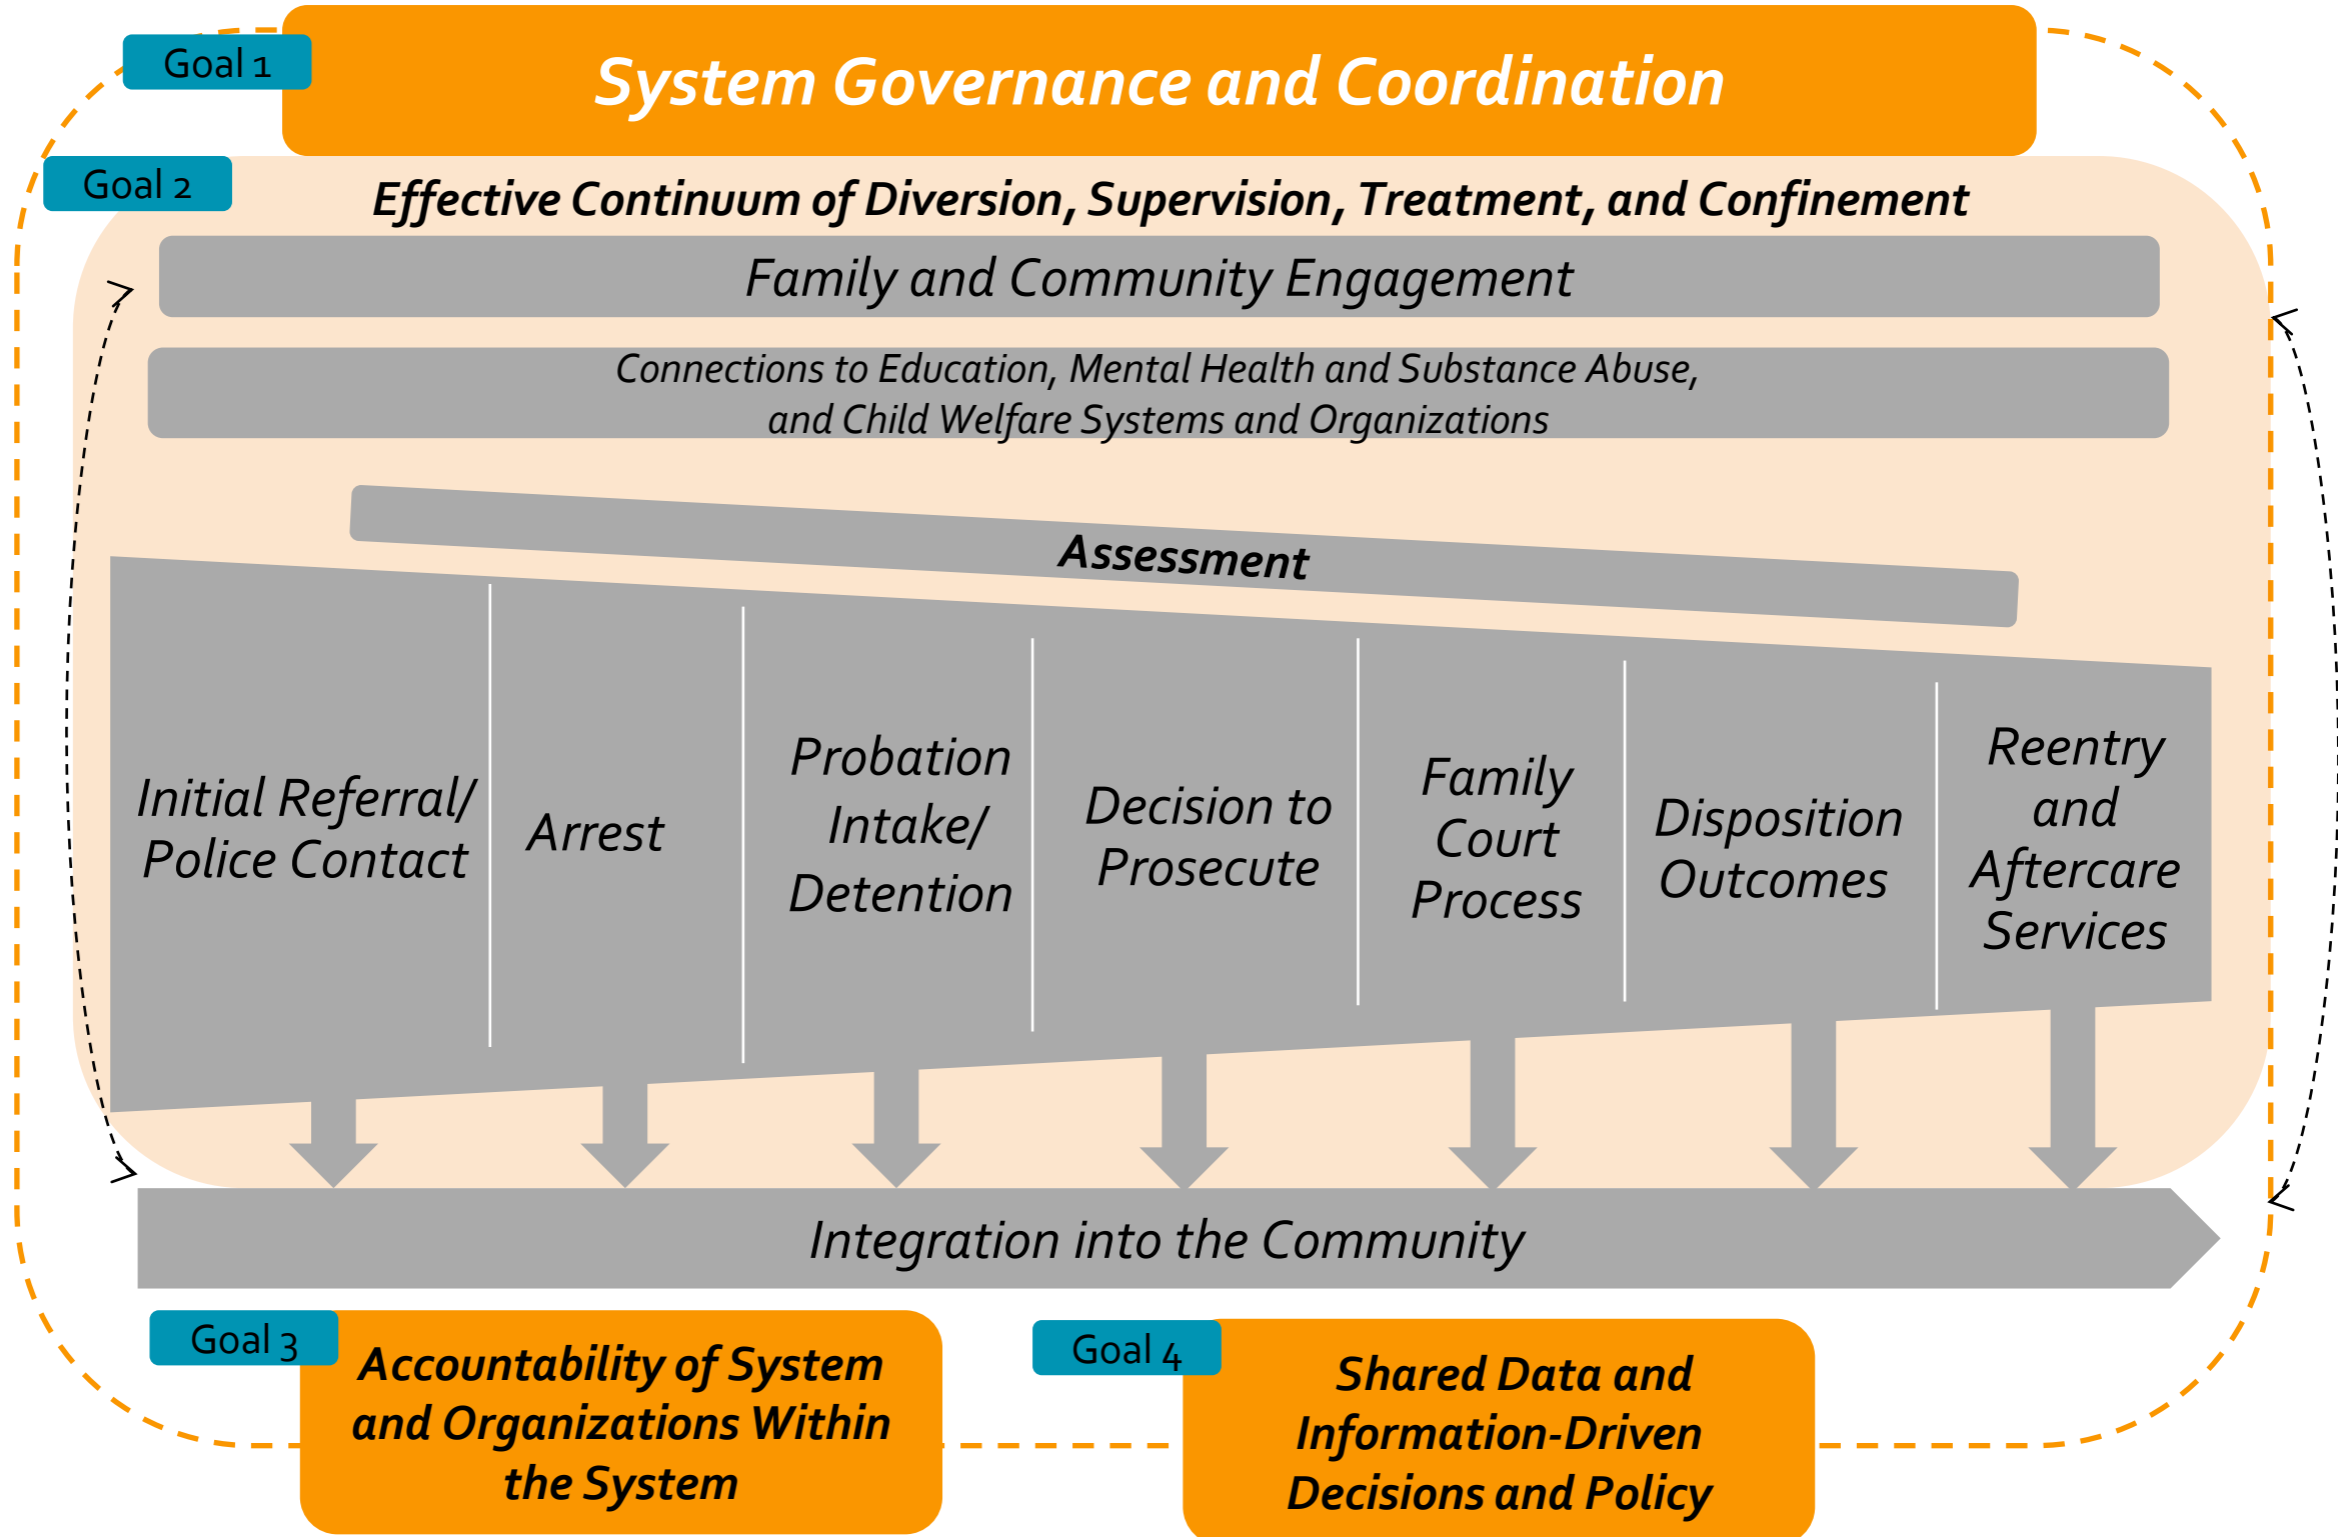 Goal 1
System Governance and Coordination
Goal 2
Effective Continuum of Diversion, Supervision, Treatment, and Confinement
Family and Community Engagement
Connections to Education, Mental Health and Substance Abuse,
and Child Welfare Systems and Organizations
Assessment
Initial Referral/
Police Contact
Arrest
Probation
Intake/
Detention
Decision to
Prosecute
Family
Court
Process
Disposition
Outcomes
Reentry
and
Aftercare
Services
Integration into the Community
Goal 3
Accountability of System
and Organizations Within
the System
Goal 4
Shared Data and
Information-Driven
Decisions and Policy